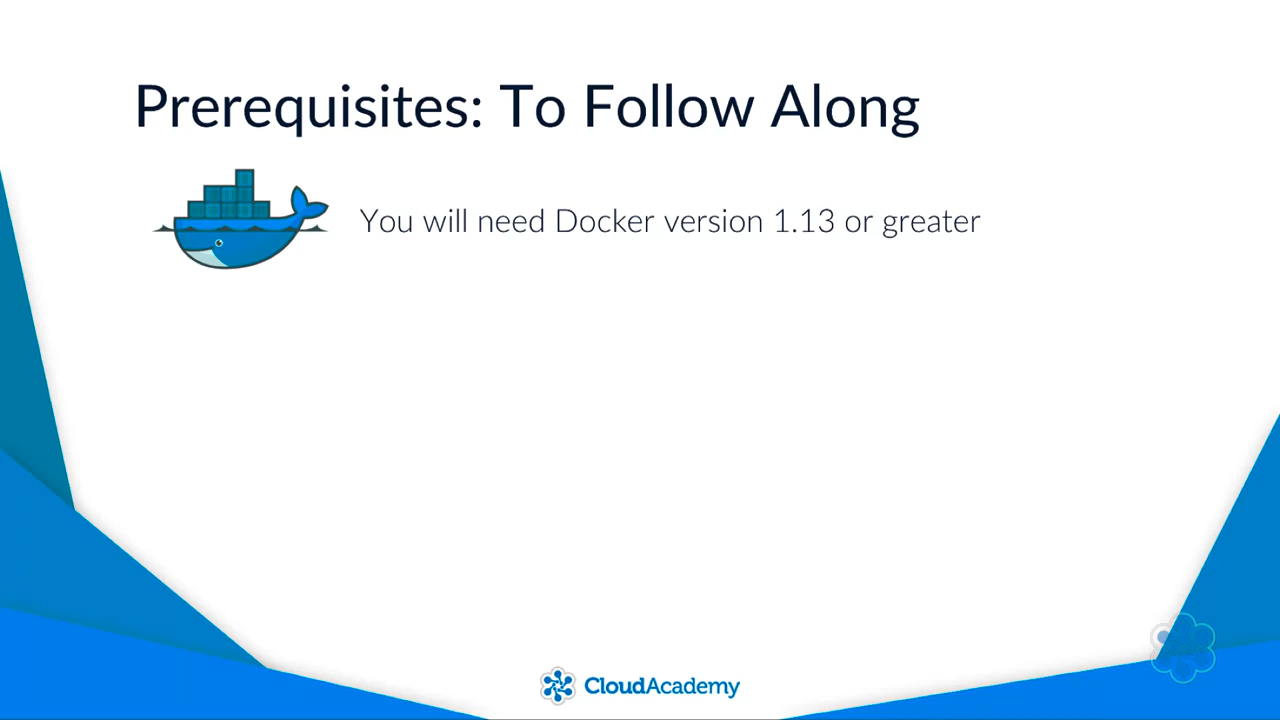 Prerequisites: To Follow Along
You will need Docker version 1.13 or greater
CloudAcademy